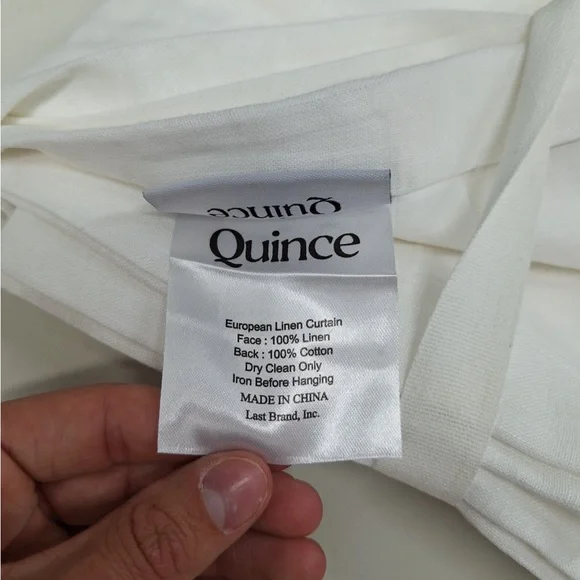 Quince
Quince
European Linen Curtain
Face : 100% Linen
Back : 100% Cotton
Dry Clean Only
Iron Before Hanging
MADE IN CHINA
Last Brand, Inc.